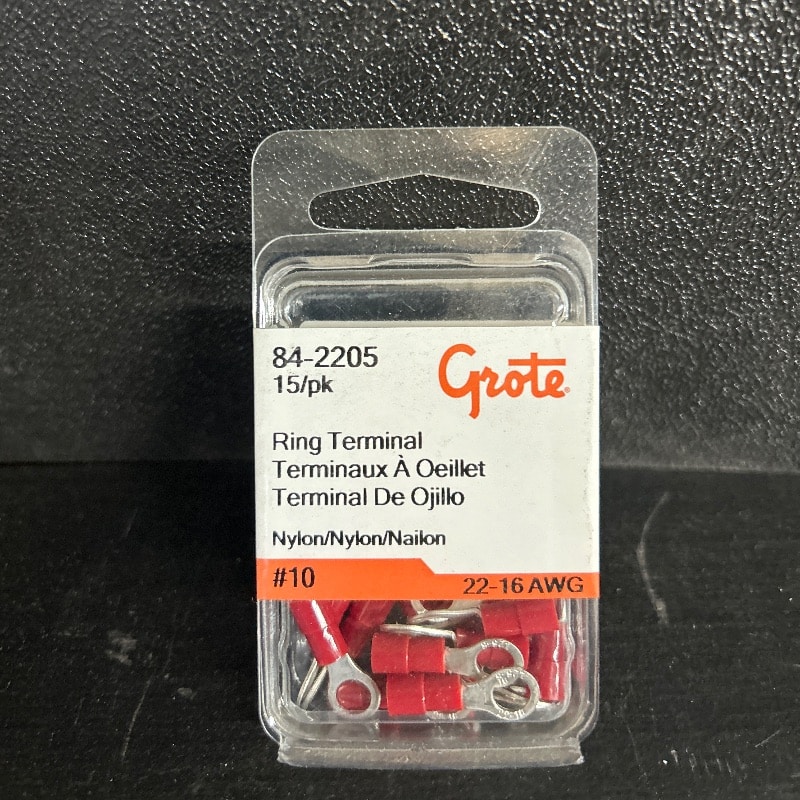 84-2205
15/pk
Grote®
Ring Terminal
Terminaux À Oeillet
Terminal De Ojillo
Nylon/Nylon/Nailon
#10
22-16 AWG